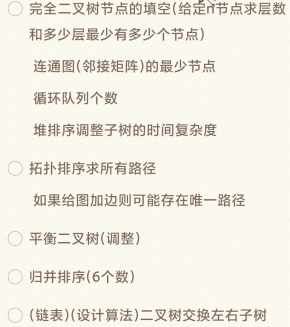 完全二叉树节点的填空(给定n节点求层数
和多少层最少有多少个节点)
连通图(邻接矩阵)的最少节点
循环队列个数
堆排序调整子树的时间复杂度
拓扑排序求所有路径
如果给图加边则可能存在唯一路径
平衡二叉树(调整)
归并排序(6个数)
(链表)(设计算法)二叉树交换左右子树